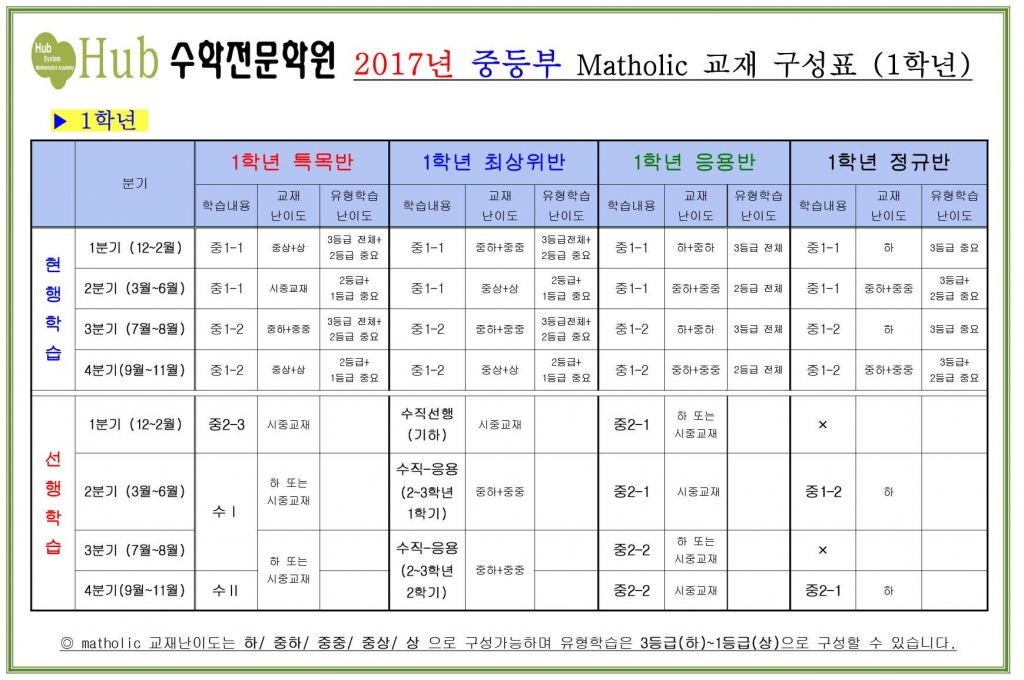 Hub
System
Mathematics Academy
Hub 수학전문학원 2017년 중등부 Matholic 교재 구성표 (1학년)
▶ 1학년
분기 1학년 특목반 1학년 최상위반 1학년 응용반 1학년 정규반
학습내용 교재 난이도 유형학습 난이도 학습내용 교재 난이도 유형학습 난이도 학습내용 교재 난이도 유형학습 난이도 학습내용 교재 난이도 유형학습 난이도
현행학습
1분기 (12~2월) 중1-1 중상+상 3등급 전체+ 2등급 중요 중1-1 중하+중중 3등급전체+ 2등급 중요 중1-1 하+중하 3등급 전체 중1-1 하 3등급 중요
2분기 (3월~6월) 중1-1 시중교재 2등급+ 1등급 중요 중1-1 중상+상 2등급+ 1등급 중요 중1-1 중하+중중 2등급 전체 중1-1 중하+중중 3등급+ 2등급 중요
3분기 (7월~8월) 중1-2 중하+중중 3등급 전체+ 2등급 중요 중1-2 중하+중중 3등급전체+ 2등급 중요 중1-2 하+중하 3등급 전체 중1-2 하 3등급 중요
4분기(9월~11월) 중1-2 중상+상 2등급+ 1등급 중요 중1-2 중상+상 2등급+ 1등급 중요 중1-2 중하+중중 2등급 전체 중1-2 중하+중중 3등급+ 2등급 중요
선행학습
1분기 (12~2월) 중2-3 시중교재 수직선행 (기하) 시중교재 중2-1 하 또는 시중교재 ×
2분기 (3월~6월) 수Ⅰ 하 또는 시중교재 수직-응용 (2~3학년 1학기) 중하+중중 중2-1 시중교재 중1-2 하
3분기 (7월~8월) 하 또는 시중교재 수직-응용 (2~3학년 2학기) 중하+중중 중2-2 하 또는 시중교재 ×
4분기(9월~11월) 수Ⅱ 중2-2 시중교재 중2-1 하
◎ matholic 교재난이도는 하/ 중하/ 중중/ 중상/ 상 으로 구성가능하며 유형학습은 3등급(하)~1등급(상)으로 구성할 수 있습니다.